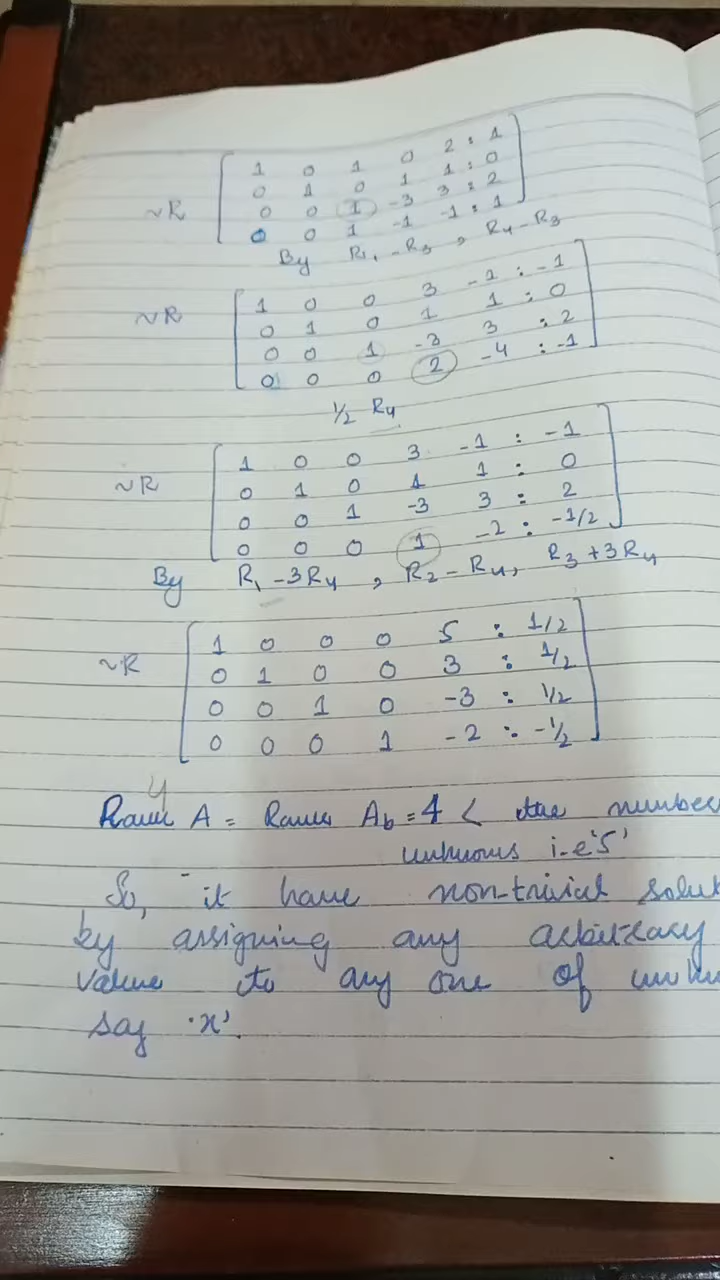 1 0 1 0 2 : 1
0 1 0 1 1 : 0
~R 0 0 1 -3 3 : 2
0 0 1 -1 -1 : 1
By R₁ - R₃ , R₄ - R₃
1 0 0 3 -1 : -1
~R 0 1 0 1 1 : 0
0 0 1 -3 3 : 2
0 0 0 2 -4 : -1
1/2 R₄
1 0 0 3 -1 : -1
~R 0 1 0 1 1 : 0
0 0 1 -3 3 : 2
0 0 0 1 -2 : -1/2
By R₁ - 3R₄ , R₂ - R₄, R₃ + 3R₄
1 0 0 0 5 : 1/2
~R 0 1 0 0 3 : 1/2
0 0 1 0 -3 : 1/2
0 0 0 1 -2 : -1/2
4
Rank A = Rank A_b = 4 < the number
unknowns i.e '5'
So, it have non-trivial solut
by assigning any arbitrary
value to any one of unkn
say 'x'.